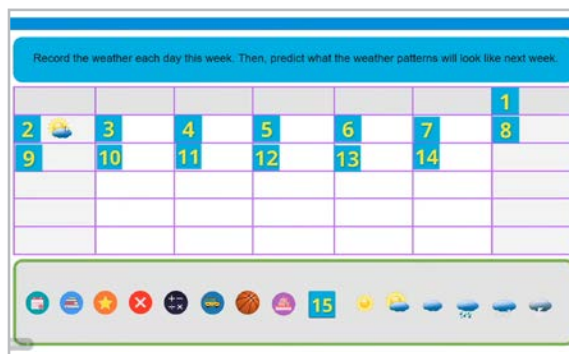 Record the weather each day this week. Then, predict what the weather patterns will look like next week.
1
2 3 4 5 6 7 8
9 10 11 12 13 14
15